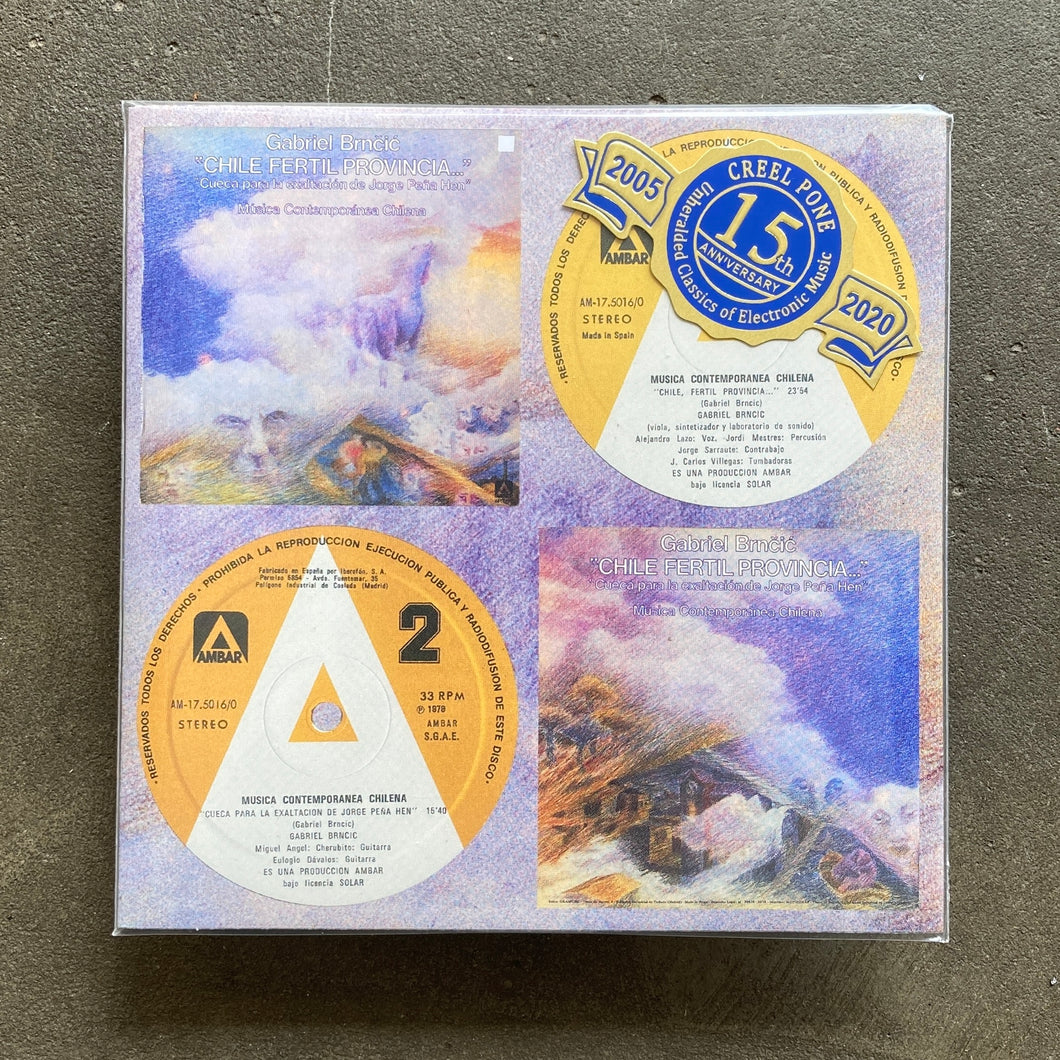 Gabriel Brnčić
"CHILE FERTIL PROVINCIA..."
"Cueca para la exaltación de Jorge Peña Hen"
Música Contemporánea Chilena
LA REPRODUCCION
PUBLICA Y RADIODIFUSION
DISCO.
RESERVADOS TODOS LOS DERECHOS
AMBAR
AM-17.5016/0
STEREO
Made in Spain
MUSICA CONTEMPORANEA CHILENA
"CHILE, FERTIL PROVINCIA..." 23'54
(Gabriel Brncic)
GABRIEL BRNCIC
(viola, sintetizador y laboratorio de sonido)
Alejandro Lazo: Voz. -Jordi Mestres: Percusión
Jorge Sarraute: Contrabajo
J. Carlos Villegas: Tumbadoras
ES UNA PRODUCCION AMBAR
bajo licencia SOLAR
2005
CREEL PONE
15th
ANNIVERSARY
Unheralded Classics of Electronic Music
2020
RESERVADOS TODOS LOS DERECHOS • PROHIBIDA LA REPRODUCCION EJECUCION PUBLICA Y RADIODIFUSION DE ESTE DISCO.
Fabricado en España por Iberofón, S. A.
Permiso 6854 - Avda. Fuentemar, 35
Polígono Industrial de Coslada (Madrid)
AMBAR
2
AM-17.5016/0
STEREO
33 RPM
℗ 1978
AMBAR
S.G.A.E.
MUSICA CONTEMPORANEA CHILENA
"CUECA PARA LA EXALTACION DE JORGE PEÑA HEN" 15'40
(Gabriel Brncic)
GABRIEL BRNCIC
Miguel Angel: Cherubito: Guitarra
Eulogio Dávalos: Guitarra
ES UNA PRODUCCION AMBAR
bajo licencia SOLAR
Gabriel Brnčić
"CHILE FERTIL PROVINCIA..."
"Cueca para la exaltación de Jorge Peña Hen"
Música Contemporánea Chilena